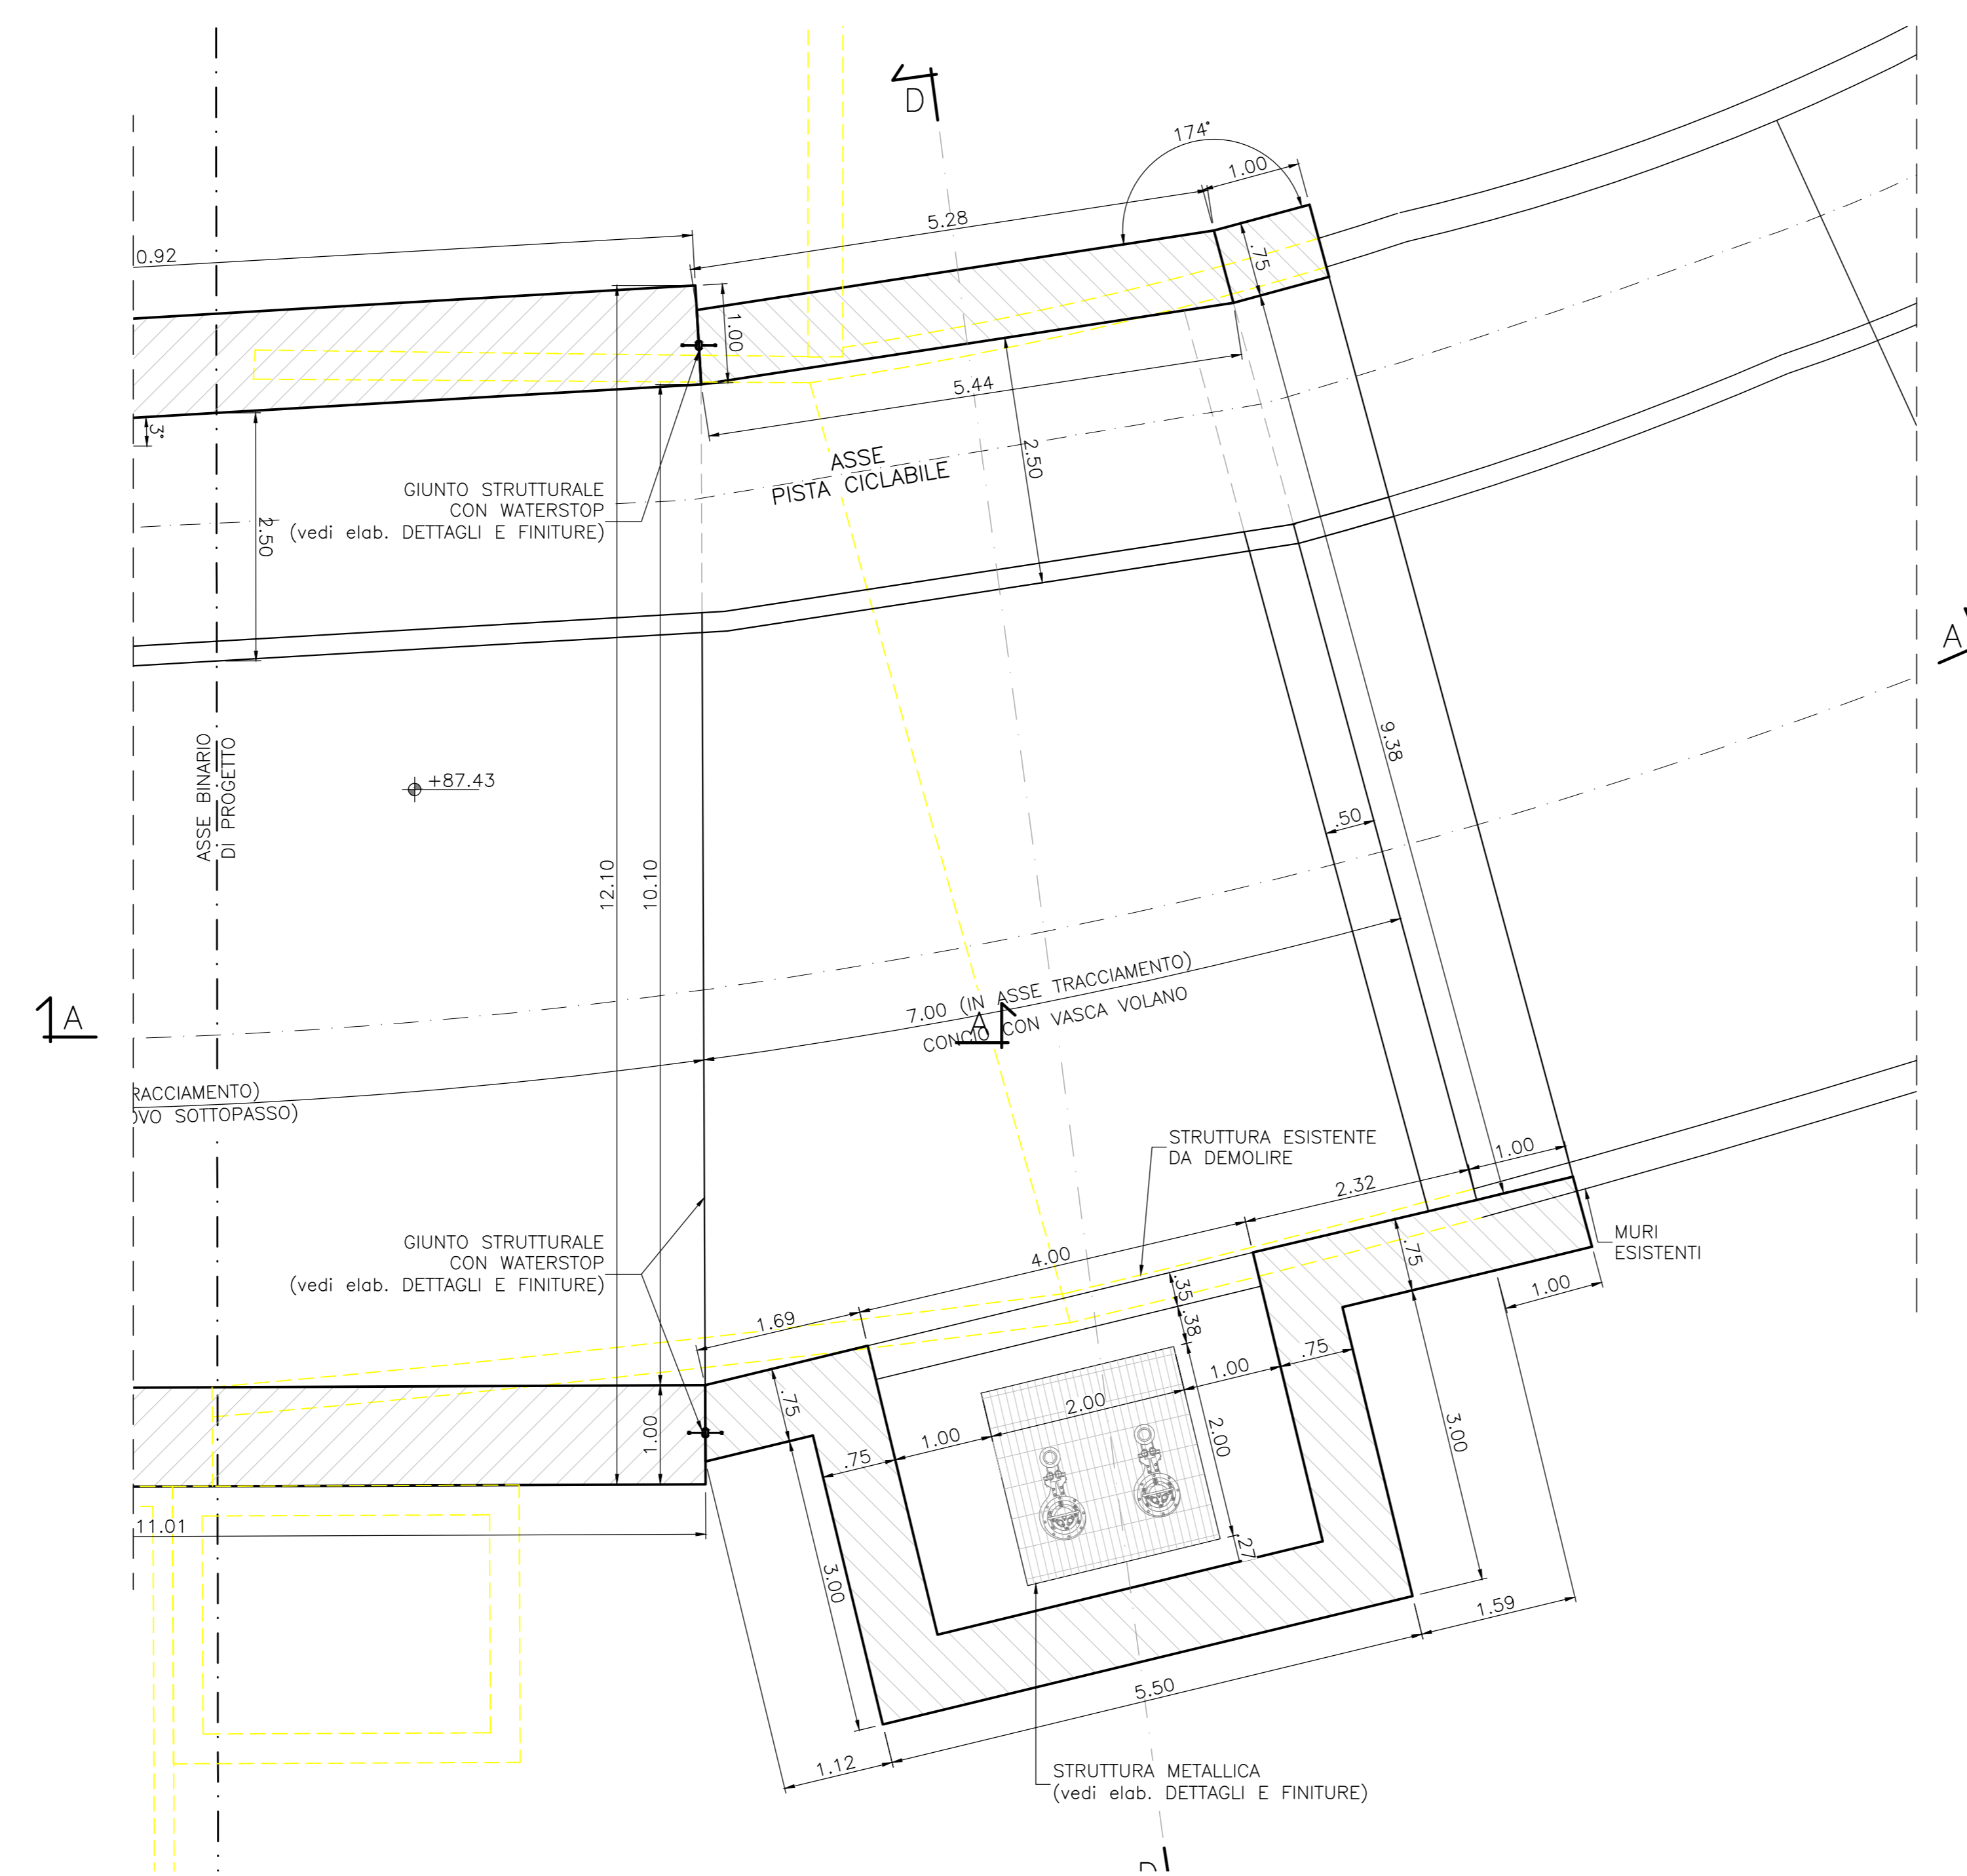 D
174°
1.00
5.28
0.92
.75
1.00
5.44
3°
ASSE
PISTA CICLABILE
2.50
2.50
GIUNTO STRUTTURALE
CON WATERSTOP
(vedi elab. DETTAGLI E FINITURE)
A
ASSE BINARIO
DI PROGETTO
+87.43
9.38
.50
12.10
10.10
7.00 (IN ASSE TRACCIAMENTO)
CONCIO CON VASCA VOLANO
A
A
RACCIAMENTO)
OVO SOTTOPASSO)
STRUTTURA ESISTENTE
DA DEMOLIRE
1.00
2.32
MURI
ESISTENTI
GIUNTO STRUTTURALE
CON WATERSTOP
(vedi elab. DETTAGLI E FINITURE)
4.00
.75
1.00
.35
.38
1.69
1.00
.75
2.00
.75
1.00
.75
1.00
2.00
3.00
11.01
.27
3.00
1.59
5.50
1.12
STRUTTURA METALLICA
(vedi elab. DETTAGLI E FINITURE)
D